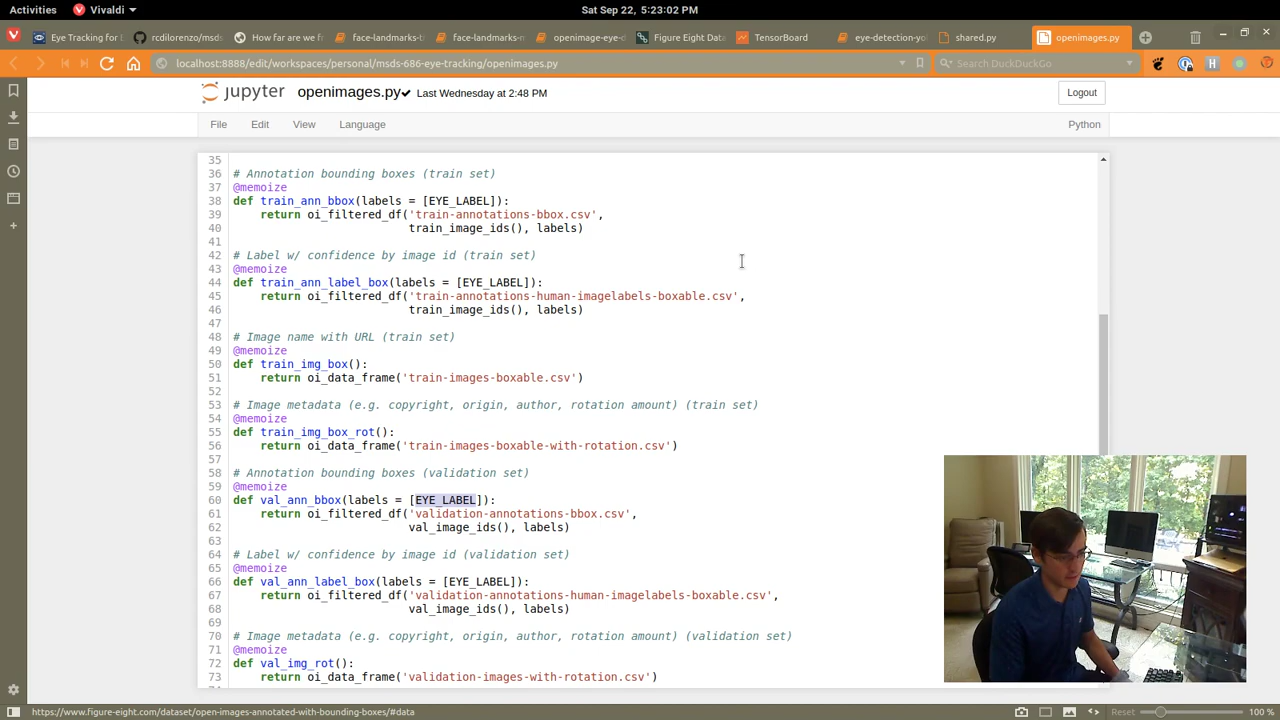 Activities
Vivaldi
Sat Sep 22, 5:23:02 PM
Eye Tracking for
rcdilorenzo/msds
How far are we f
face-landmarks-t
face-landmarks-r
openimage-eye-d
Figure Eight Data
TensorBoard
eye-detection-yo
shared.py
openimages.py
localhost:8888/edit/workspaces/personal/msds-686-eye-tracking/openimages.py
Search DuckDuckGo
jupyter openimages.py Last Wednesday at 2:48 PM
Logout
File Edit View Language
Python
35
36 # Annotation bounding boxes (train set)
37 @memoize
38 def train_ann_bbox(labels = [EYE_LABEL]):
39 return oi_filtered_df('train-annotations-bbox.csv',
40 train_image_ids(), labels)
41
42 # Label w/ confidence by image id (train set)
43 @memoize
44 def train_ann_label_box(labels = [EYE_LABEL]):
45 return oi_filtered_df('train-annotations-human-imagelabels-boxable.csv',
46 train_image_ids(), labels)
47
48 # Image name with URL (train set)
49 @memoize
50 def train_img_box():
51 return oi_data_frame('train-images-boxable.csv')
52
53 # Image metadata (e.g. copyright, origin, author, rotation amount) (train set)
54 @memoize
55 def train_img_box_rot():
56 return oi_data_frame('train-images-boxable-with-rotation.csv')
57
58 # Annotation bounding boxes (validation set)
59 @memoize
60 def val_ann_bbox(labels = [EYE_LABEL]):
61 return oi_filtered_df('validation-annotations-bbox.csv',
62 val_image_ids(), labels)
63
64 # Label w/ confidence by image id (validation set)
65 @memoize
66 def val_ann_label_box(labels = [EYE_LABEL]):
67 return oi_filtered_df('validation-annotations-human-imagelabels-boxable.csv',
68 val_image_ids(), labels)
69
70 # Image metadata (e.g. copyright, origin, author, rotation amount) (validation set)
71 @memoize
72 def val_img_rot():
73 return oi_data_frame('validation-images-with-rotation.csv')
https://www.figure-eight.com/dataset/open-images-annotated-with-bounding-boxes/#data
Reset
100 %